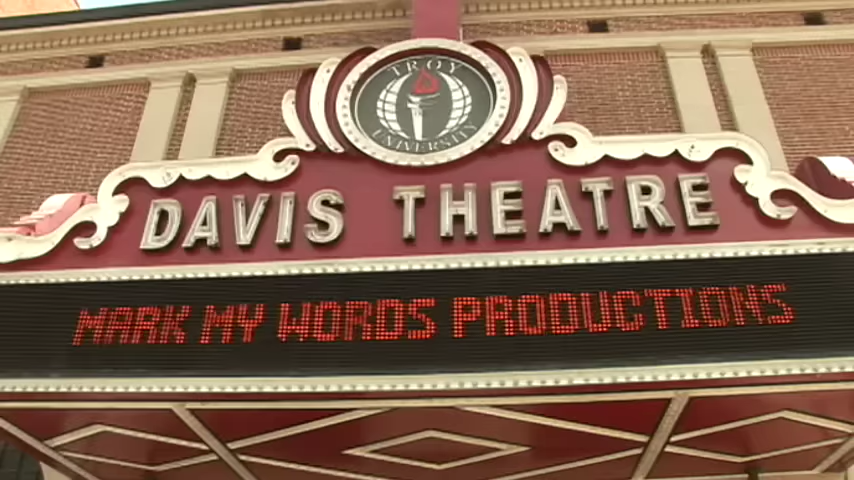 TROY
UNIVERSITY
DAVIS THEATRE
MARK MY WORDS PRODUCTIONS